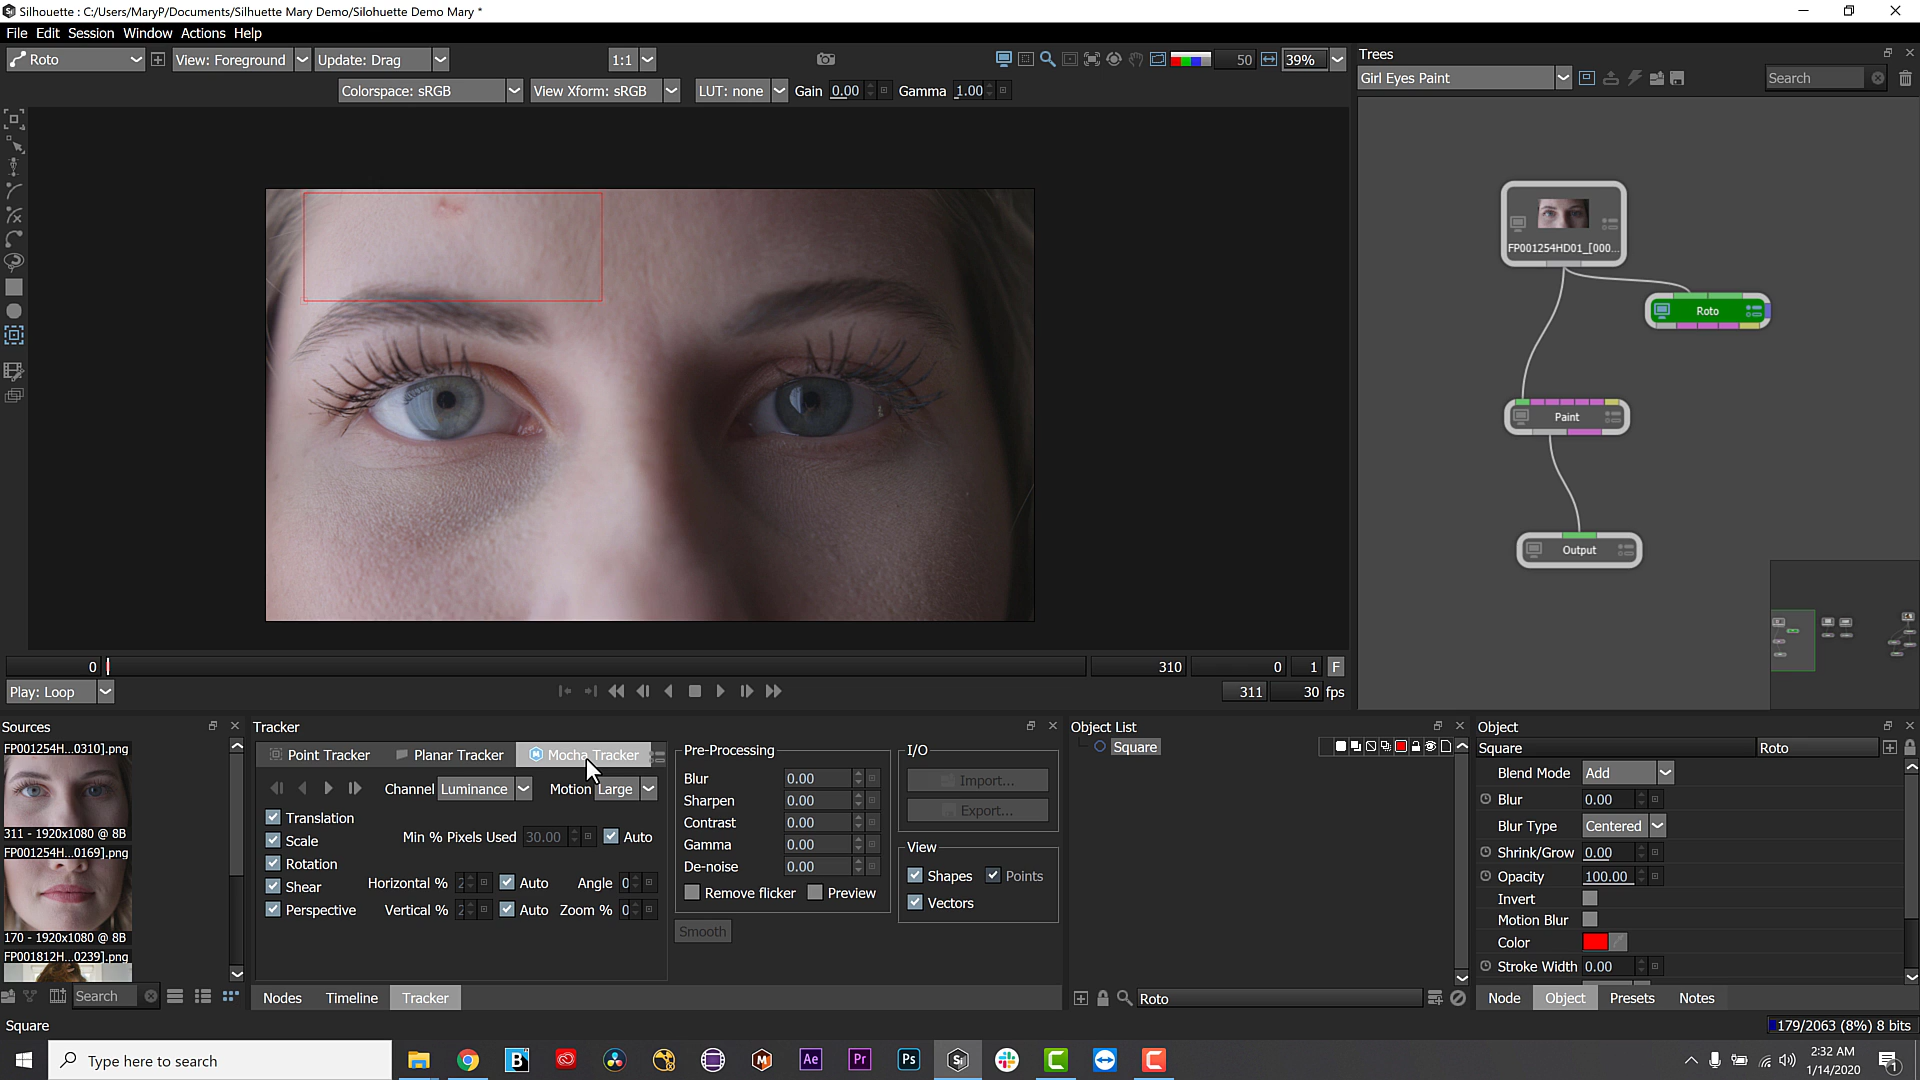 Silhouette : C:/Users/MaryP/Documents/Silhuette Mary Demo/Silohuette Demo Mary *
File Edit Session Window Actions Help
Roto View: Foreground Update: Drag 1:1 50 39%
Colorspace: sRGB View Xform: sRGB LUT: none Gain 0.00 Gamma 1.00
Trees
Girl Eyes Paint Search
FP001254HD01_[000...
Roto
Paint
Output
0 310 0 1 F
Play: Loop 311 30 fps
Sources
FP001254H...0310].png
311 - 1920x1080 @ 8B
FP001254H...0169].png
170 - 1920x1080 @ 8B
FP001812H...0239].png
Search
Tracker
Point Tracker Planar Tracker Mocha Tracker
Channel Luminance Motion Large
Translation
Scale Min % Pixels Used 30.00 Auto
Rotation
Shear Horizontal % Auto Angle 0
Perspective Vertical % Auto Zoom % 0
Pre-Processing
Blur 0.00
Sharpen 0.00
Contrast 0.00
Gamma 0.00
De-noise 0.00
Remove flicker Preview
Smooth
I/O
Import...
Export...
View
Shapes Points
Vectors
Nodes Timeline Tracker
Object List
Square
Roto
Object
Square Roto
Blend Mode Add
Blur 0.00
Blur Type Centered
Shrink/Grow 0.00
Opacity 100.00
Invert
Motion Blur
Color
Stroke Width 0.00
Node Object Presets Notes
Square
179/2063 (8%) 8 bits
Type here to search
B
M
Ae
Pr
Ps
Si
C
C
2:32 AM
1/14/2020
1